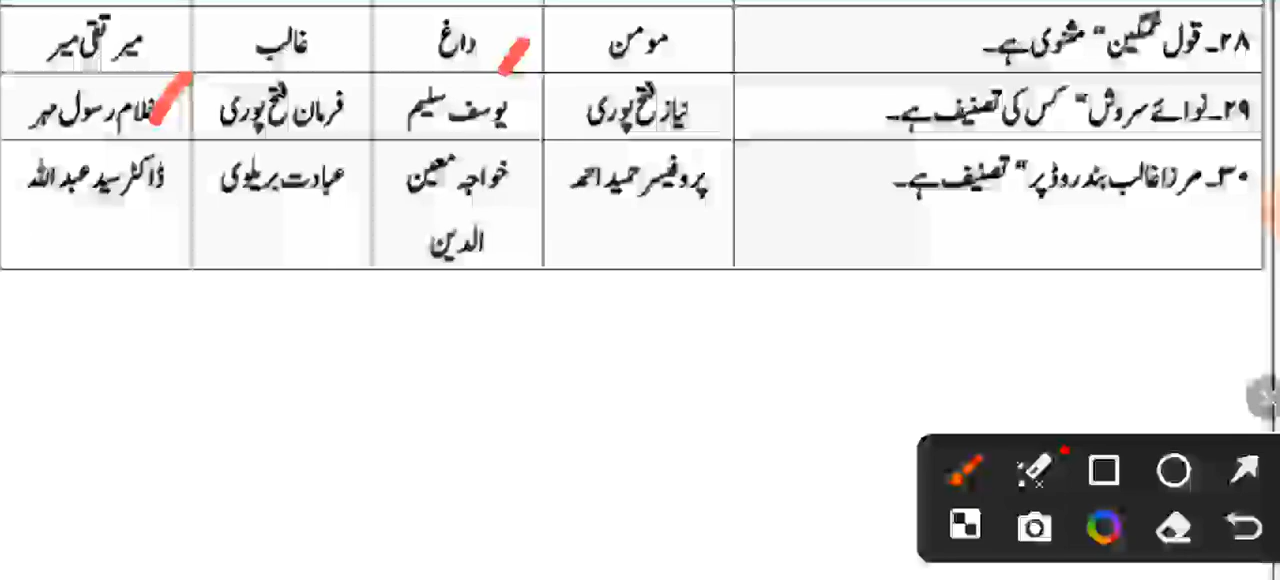 ۲۸۔ قول غمگین“ مثنوی ہے۔ مومن داغ غالب میر تقی میر
۲۹۔ نوائے سروش“ کس کی تصنیف ہے۔ نیاز فتح پوری یوسف سلیم فرمان فتح پوری غلام رسول مہر
۳۰۔ مرزا غالب بندر روڈ پر“ تصنیف ہے۔ پروفیسر حمید احمد خواجہ معین عبادت بریلوی ڈاکٹر سید عبداللہ
الدین